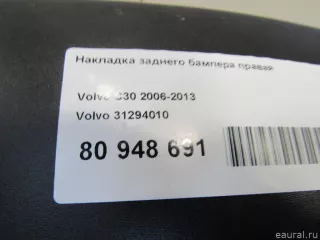 Накладка заднего бампера правая
Volvo C30 2006-2013
Volvo 31294010
80 948 691
eaural.ru